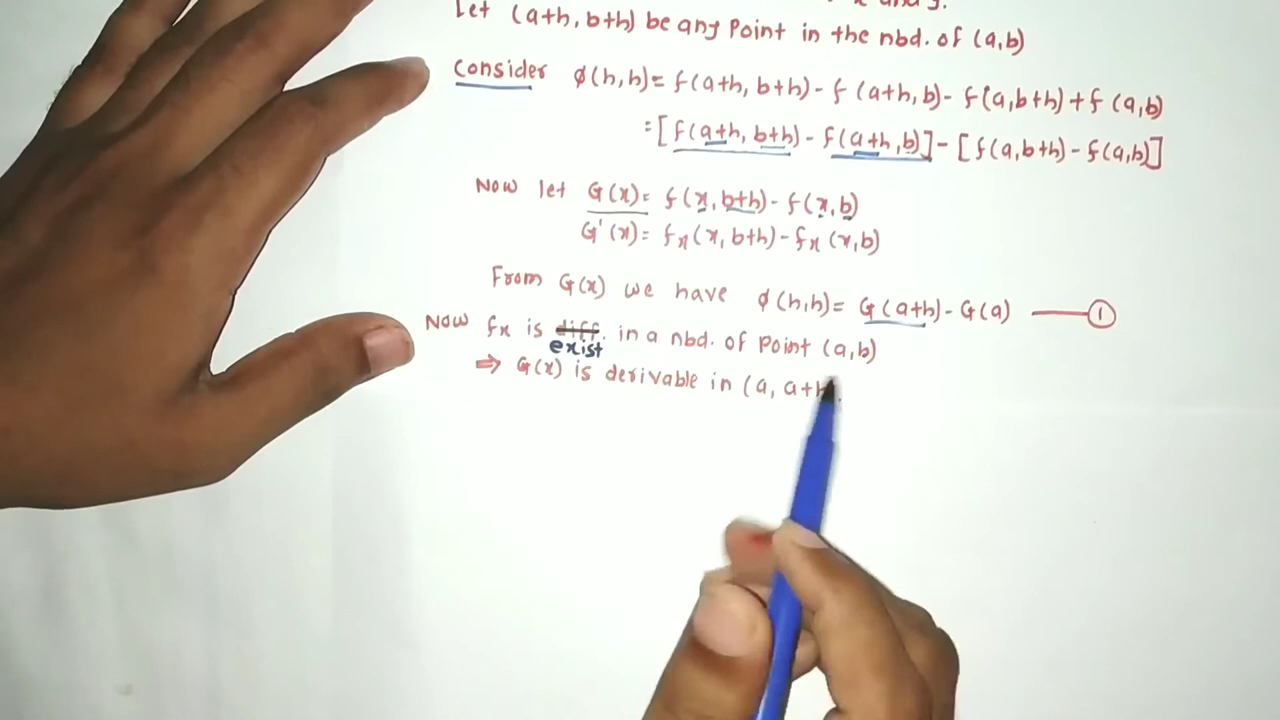 x and y.
Let (a+h, b+h) be any Point in the nbd. of (a,b)
Consider ϕ(h,h)= f(a+h, b+h) - f (a+h, b) - f(a, b+h) + f (a,b)
=[f(a+h, b+h) - f(a+h, b)] - [f(a, b+h) - f(a,b)]
Now let G(x)= f(x, b+h) - f(x, b)
G'(x)= fx(x, b+h) - fx (x, b)
From G(x) we have ϕ(h,h)= G(a+h) - G(a) ①
Now fx is exist in a nbd. of Point (a,b)
⇒ G(x) is derivable in (a, a+h